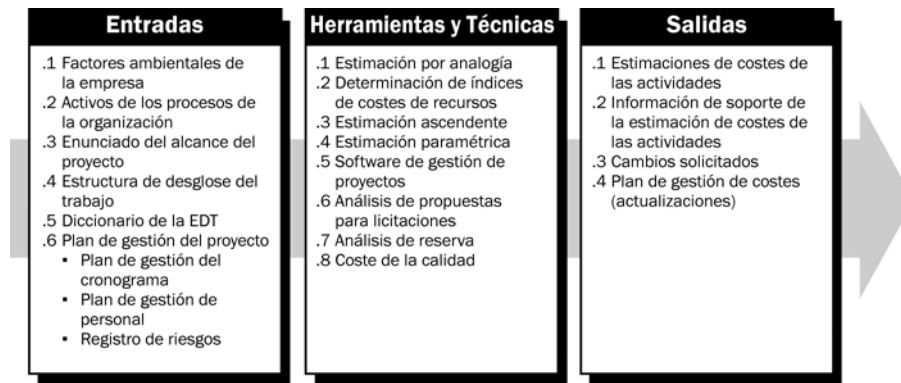 Entradas
.1 Factores ambientales de
la empresa
.2 Activos de los procesos de
la organización
.3 Enunciado del alcance del
proyecto
.4 Estructura de desglose del
trabajo
.5 Diccionario de la EDT
.6 Plan de gestión del proyecto
▪ Plan de gestión del
cronograma
▪ Plan de gestión de
personal
▪ Registro de riesgos
Herramientas y Técnicas
.1 Estimación por analogía
.2 Determinación de índices
de costes de recursos
.3 Estimación ascendente
.4 Estimación paramétrica
.5 Software de gestión de
proyectos
.6 Análisis de propuestas
para licitaciones
.7 Análisis de reserva
.8 Coste de la calidad
Salidas
.1 Estimaciones de costes de
las actividades
.2 Información de soporte de
la estimación de costes de
las actividades
.3 Cambios solicitados
.4 Plan de gestión de costes
(actualizaciones)